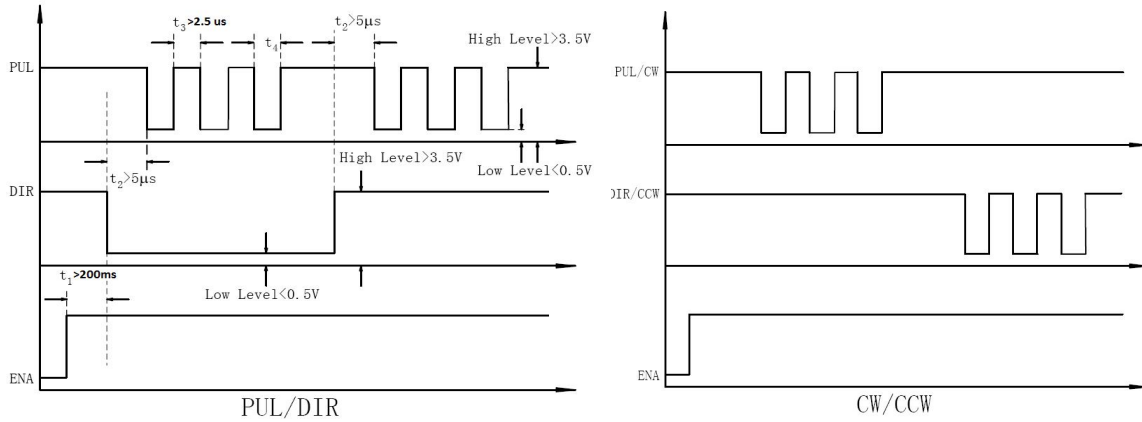 t3>2.5 us
t2>5μs
t4
High Level>3.5V
PUL
t2>5μs
High Level>3.5V
Low Level<0.5V
DIR
t1>200ms
Low Level<0.5V
ENA
PUL/DIR
PUL/CW
DIR/CCW
ENA
CW/CCW